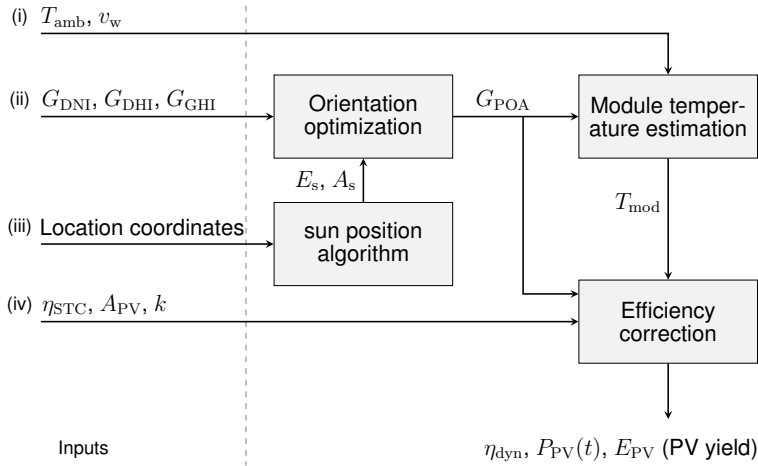 (i) T_amb, v_w
(ii) G_DNI, G_DHI, G_GHI
Orientation
optimization
G_POA
Module temper-
ature estimation
E_s, A_s
T_mod
(iii) Location coordinates
sun position
algorithm
(iv) η_STC, A_PV, k
Efficiency
correction
Inputs
η_dyn, P_PV(t), E_PV (PV yield)